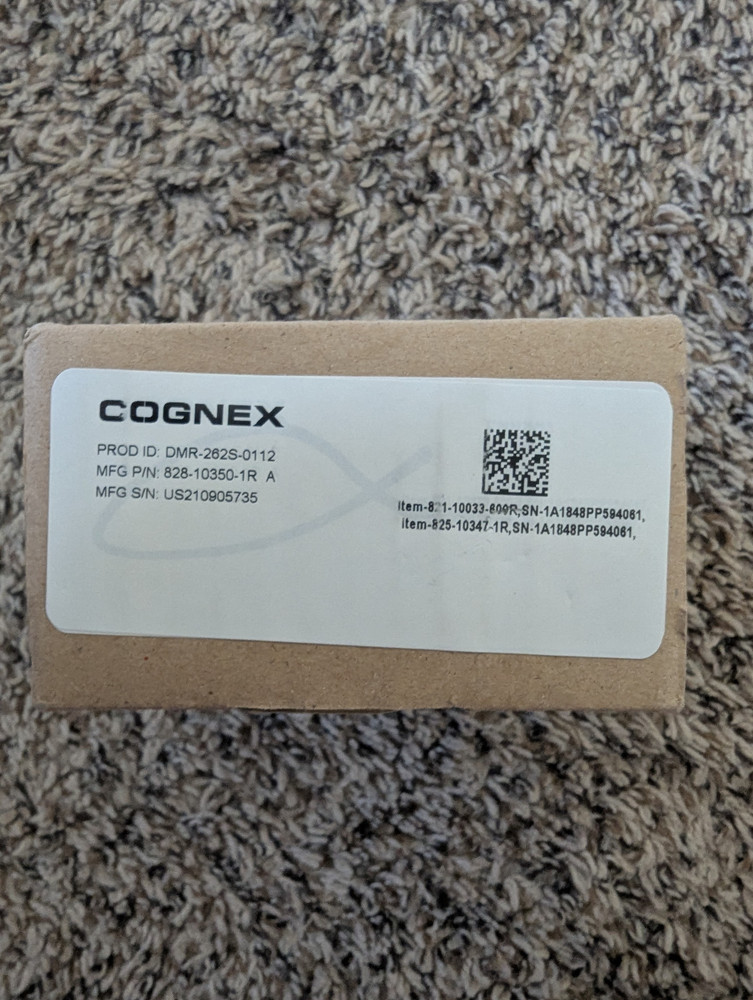 COGNEX
PROD ID: DMR-262S-0112
MFG P/N: 828-10350-1R A
MFG S/N: US210905735
SN-1A1848PP594061,
item-825-10347-1R,SN-1A1848PP594061,